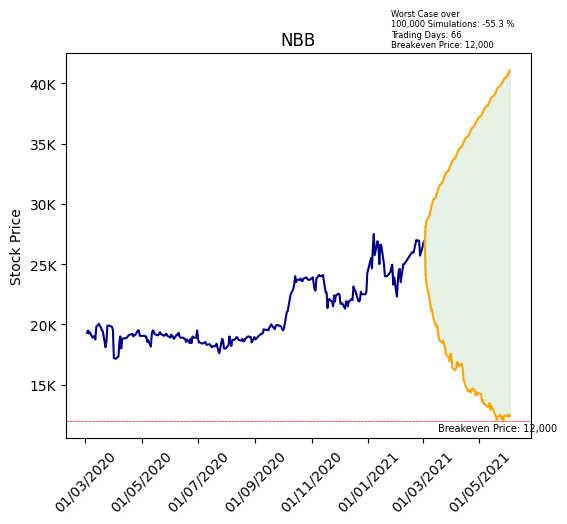 Worst Case over
100,000 Simulations: -55.3 %
Trading Days: 66
Breakeven Price: 12,000
NBB
Stock Price
40K
35K
30K
25K
20K
15K
Breakeven Price: 12,000
01/03/2020
01/05/2020
01/07/2020
01/09/2020
01/11/2020
01/01/2021
01/03/2021
01/05/2021